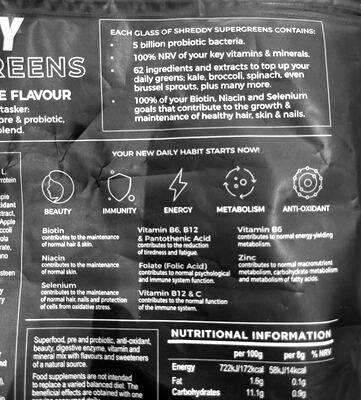 Y
REENS
E FLAVOUR
tasker:
ore & probiotic,
blend.
EACH GLASS OF SHREDDY SUPERGREENS CONTAINS:
• 5 billion probiotic bacteria.
• 100% NRV of your key vitamins & minerals.
• 62 ingredients and extracts to top up your
daily greens; kale, broccoli, spinach, even
brussel sprouts, plus many more.
• 100% of your Biotin, Niacin and Selenium
goals that contribute to the growth &
maintenance of healthy hair, skin & nails.
YOUR NEW DAILY HABIT STARTS NOW!
BEAUTY
IMMUNITY
ENERGY
METABOLISM
ANTI-OXIDANT
Biotin
contributes to the maintenance
of normal hair & skin.
Niacin
contributes to the maintenance
of normal skin.
Selenium
contributes to the maintenance
of normal hair, nails and protection
of cells from oxidative stress.
Vitamin B6, B12
& Pantothenic Acid
contributes to the reduction
of tiredness and fatigue.
Folate (Folic Acid)
contributes to normal psychological
and immune system function.
Vitamin B12 & C
contributes to the normal function
of the immune system.
Vitamin B6
contributes to normal energy-yielding
metabolism.
Zinc
contributes to normal macronutrient
metabolism, carbohydrate metabolism
and metabolism of fatty acids.
Superfood, pre and probiotic, anti-oxidant,
beauty, digestive enzyme, vitamin and
mineral mix with flavours and sweeteners
of a natural source.
Food supplements are not intended
to replace a varied balanced diet. The
beneficial effects are obtained with one
NUTRITIONAL INFORMATION
per 100g per 8g % NRV
Energy 722kJ/172kcal 58kJ/14kcal
Fat 1.6g 0.1g
Carbohydrates 11.1g 0.9g